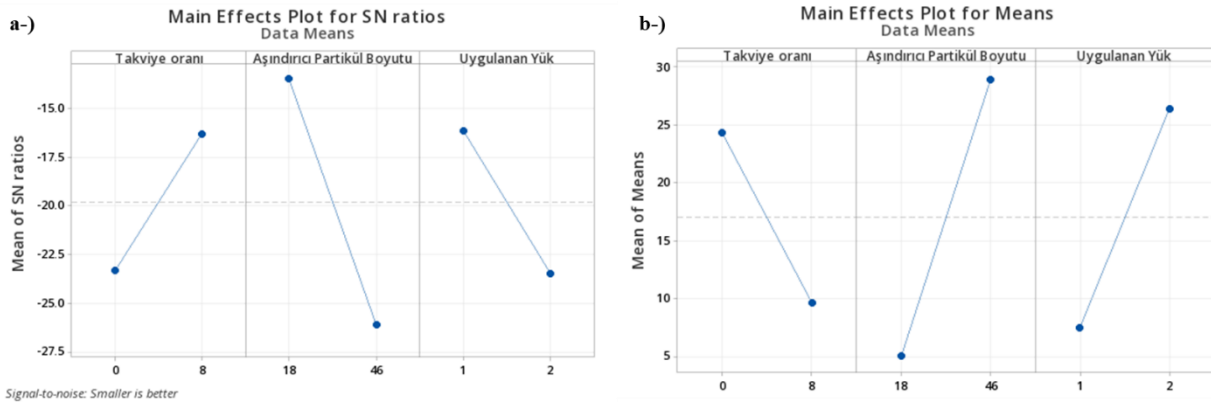 a-)
Main Effects Plot for SN ratios
Data Means
Takviye oranı Aşındırıcı Partikül Boyutu Uygulanan Yük
Mean of SN ratios
-15.0
-17.5
-20.0
-22.5
-25.0
-27.5
0 8 18 46 1 2
Signal-to-noise: Smaller is better
b-)
Main Effects Plot for Means
Data Means
Takviye oranı Aşındırıcı Partikül Boyutu Uygulanan Yük
Mean of Means
30
25
20
15
10
5
0 8 18 46 1 2